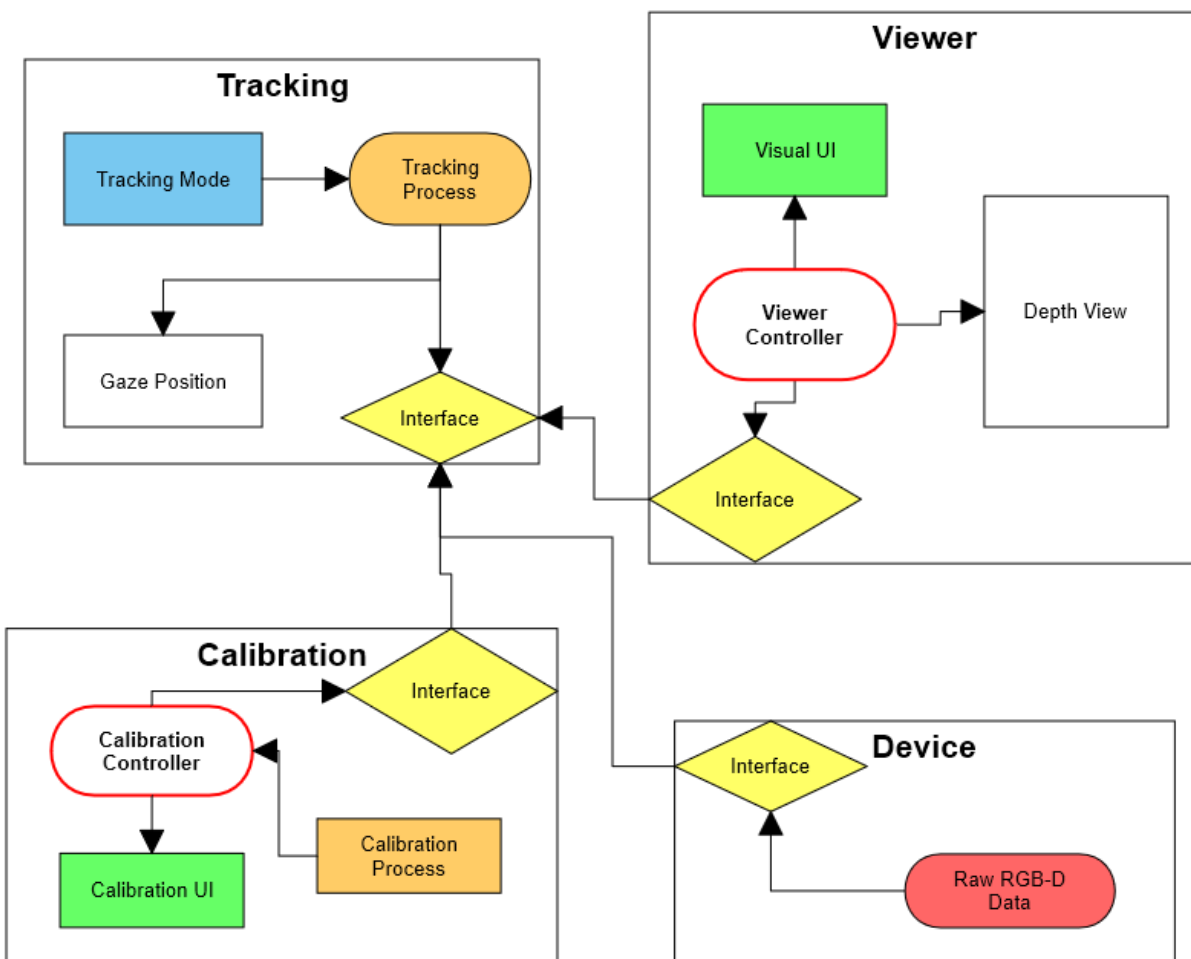 Tracking
Tracking Mode
Tracking
Process
Gaze Position
Interface
Viewer
Visual UI
Viewer
Controller
Depth View
Interface
Calibration
Interface
Calibration
Controller
Calibration
Process
Calibration UI
Device
Interface
Raw RGB-D
Data